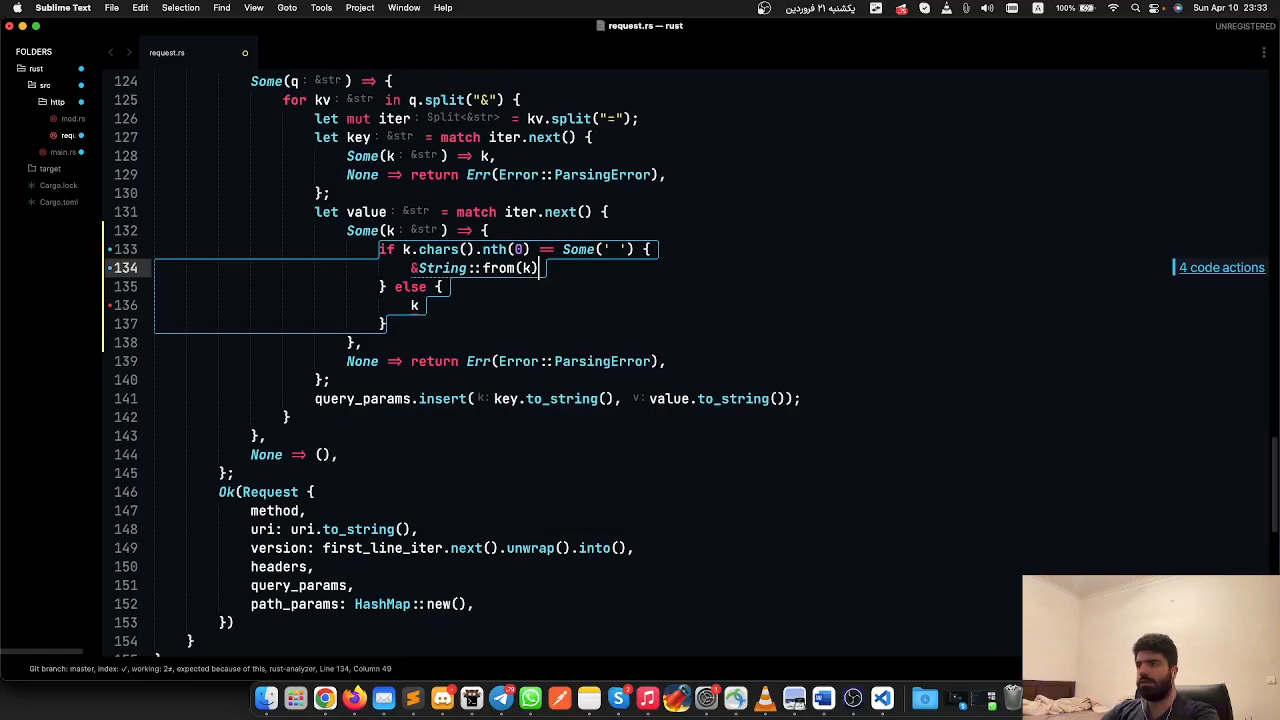 Sublime Text File Edit Selection Find View Goto Tools Project Window Help یکشنبه ۲۱ فروردین 100% Sun Apr 10 23:33
request.rs — rust UNREGISTERED
FOLDERS
rust
src
http
mod.rs
requ
main.rs
target
Cargo.lock
Cargo.toml
request.rs
124 Some(q: &str) => {
125 for kv: &str in q.split("&") {
126 let mut iter: Split<&str> = kv.split("=");
127 let key: &str = match iter.next() {
128 Some(k: &str) => k,
129 None => return Err(Error::ParsingError),
130 };
131 let value: &str = match iter.next() {
132 Some(k: &str) => {
133 if k.chars().nth(0) == Some(' ') {
134 &String::from(k)
135 } else {
136 k
137 }
138 },
139 None => return Err(Error::ParsingError),
140 };
141 query_params.insert(k: key.to_string(), v: value.to_string());
142 }
143 },
144 None => (),
145 };
146 Ok(Request {
147 method,
148 uri: uri.to_string(),
149 version: first_line_iter.next().unwrap().into(),
150 headers,
151 query_params,
152 path_params: HashMap::new(),
153 })
154 }
4 code actions
Git branch: master, index: ✓, working: 2≠, expected because of this, rust-analyzer, Line 134, Column 49